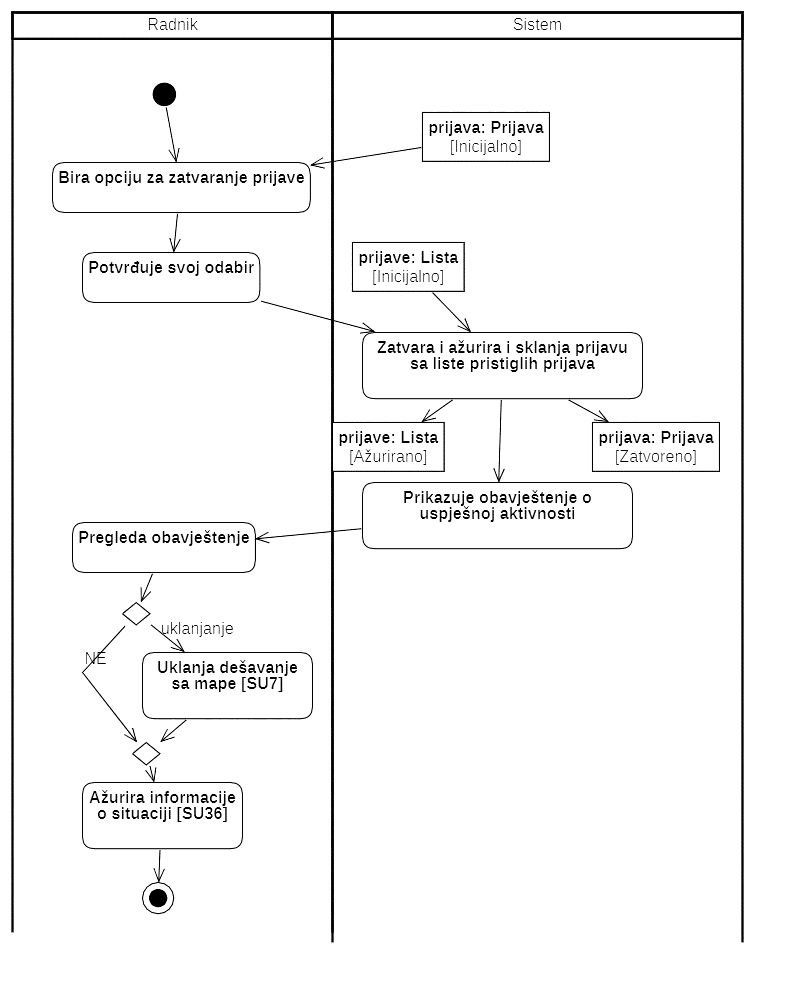 Radnik
Sistem
prijava: Prijava
[Inicijalno]
Bira opciju za zatvaranje prijave
Potvrđuje svoj odabir
prijave: Lista
[Inicijalno]
Zatvara i ažurira i sklanja prijavu
sa liste pristiglih prijava
prijave: Lista
[Ažurirano]
prijava: Prijava
[Zatvoreno]
Prikazuje obavještenje o
uspješnoj aktivnosti
Pregleda obavještenje
uklanjanje
NE
Uklanja dešavanje
sa mape [SU7]
Ažurira informacije
o situaciji [SU36]